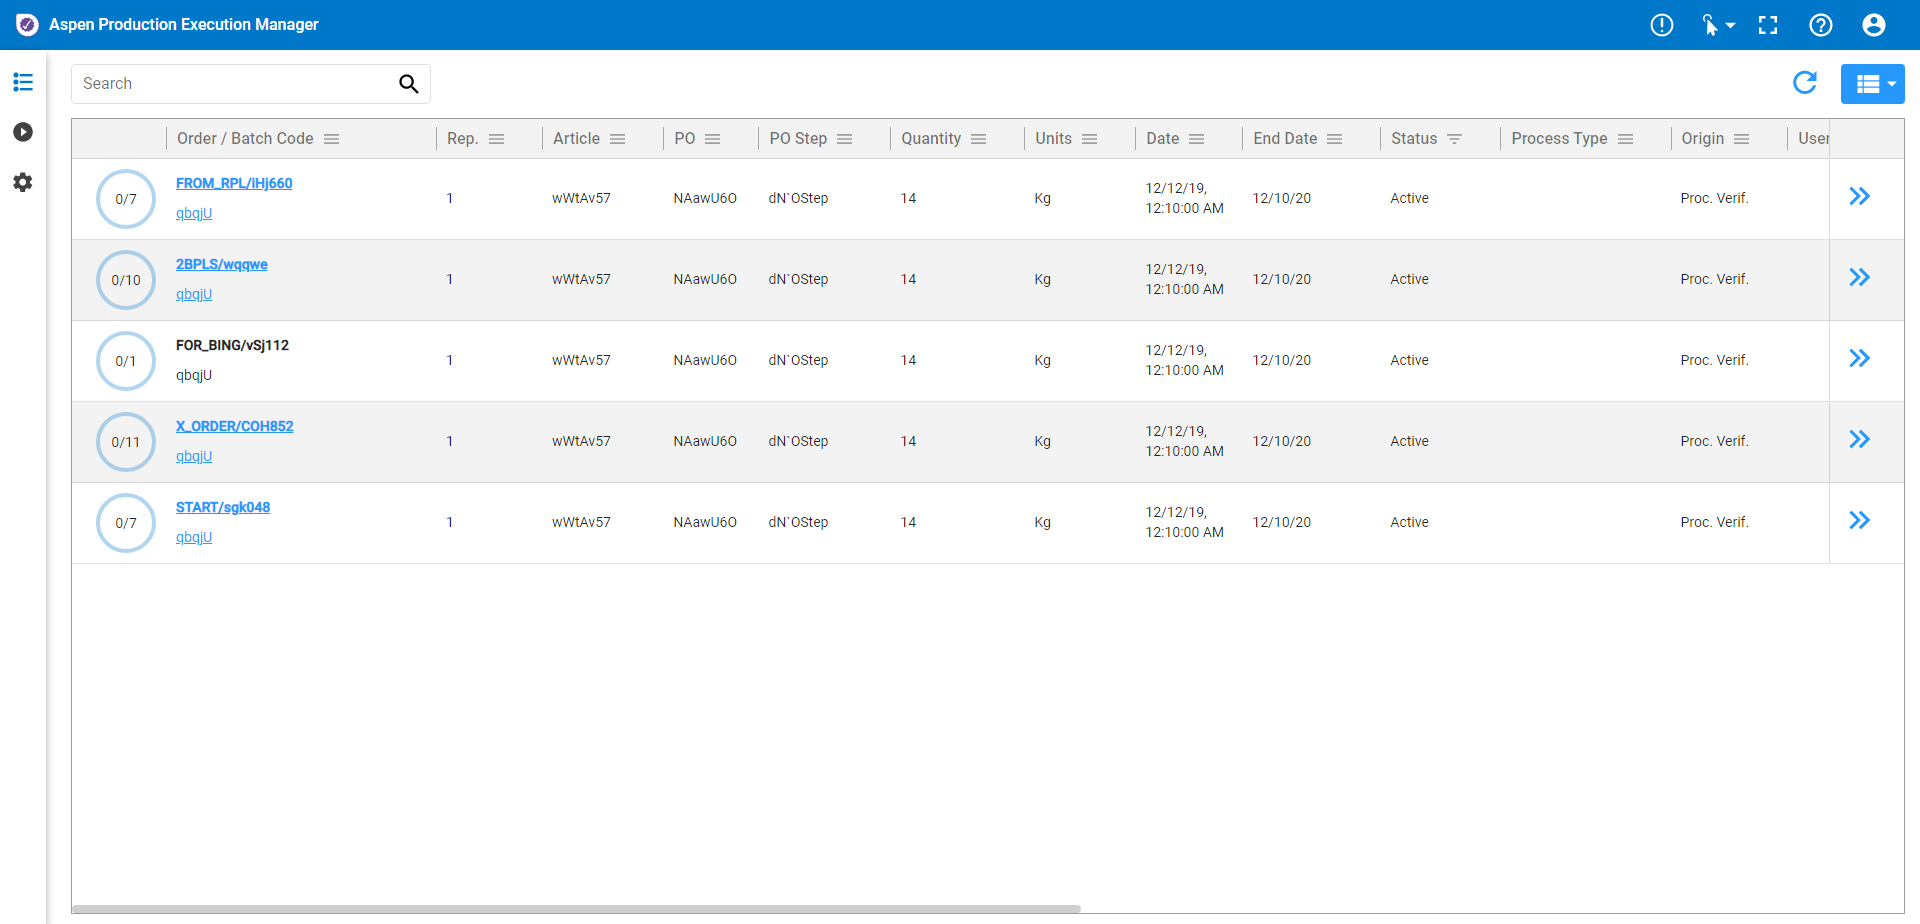 Aspen Production Execution Manager
Search
Order / Batch Code Rep. Article PO PO Step Quantity Units Date End Date Status Process Type Origin User
0/7 FROM_RPL/iHj660 qbqjU 1 wWtAv57 NAawU6O dN`OStep 14 Kg 12/12/19, 12:10:00 AM 12/10/20 Active Proc. Verif.
0/10 2BPLS/wqqwe qbqjU 1 wWtAv57 NAawU6O dN`OStep 14 Kg 12/12/19, 12:10:00 AM 12/10/20 Active Proc. Verif.
0/1 FOR_BING/vSj112 qbqjU 1 wWtAv57 NAawU6O dN`OStep 14 Kg 12/12/19, 12:10:00 AM 12/10/20 Active Proc. Verif.
0/11 X_ORDER/COH852 qbqjU 1 wWtAv57 NAawU6O dN`OStep 14 Kg 12/12/19, 12:10:00 AM 12/10/20 Active Proc. Verif.
0/7 START/sgk048 qbqjU 1 wWtAv57 NAawU6O dN`OStep 14 Kg 12/12/19, 12:10:00 AM 12/10/20 Active Proc. Verif.